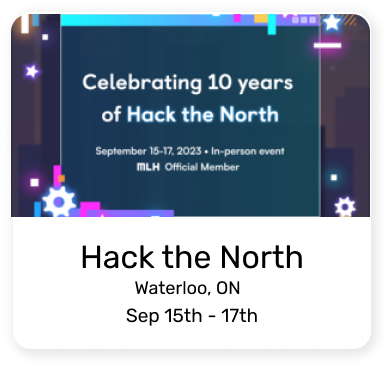 Celebrating 10 years
of Hack the North
September 15-17, 2023 • In-person event
MLH Official Member
Hack the North
Waterloo, ON
Sep 15th - 17th